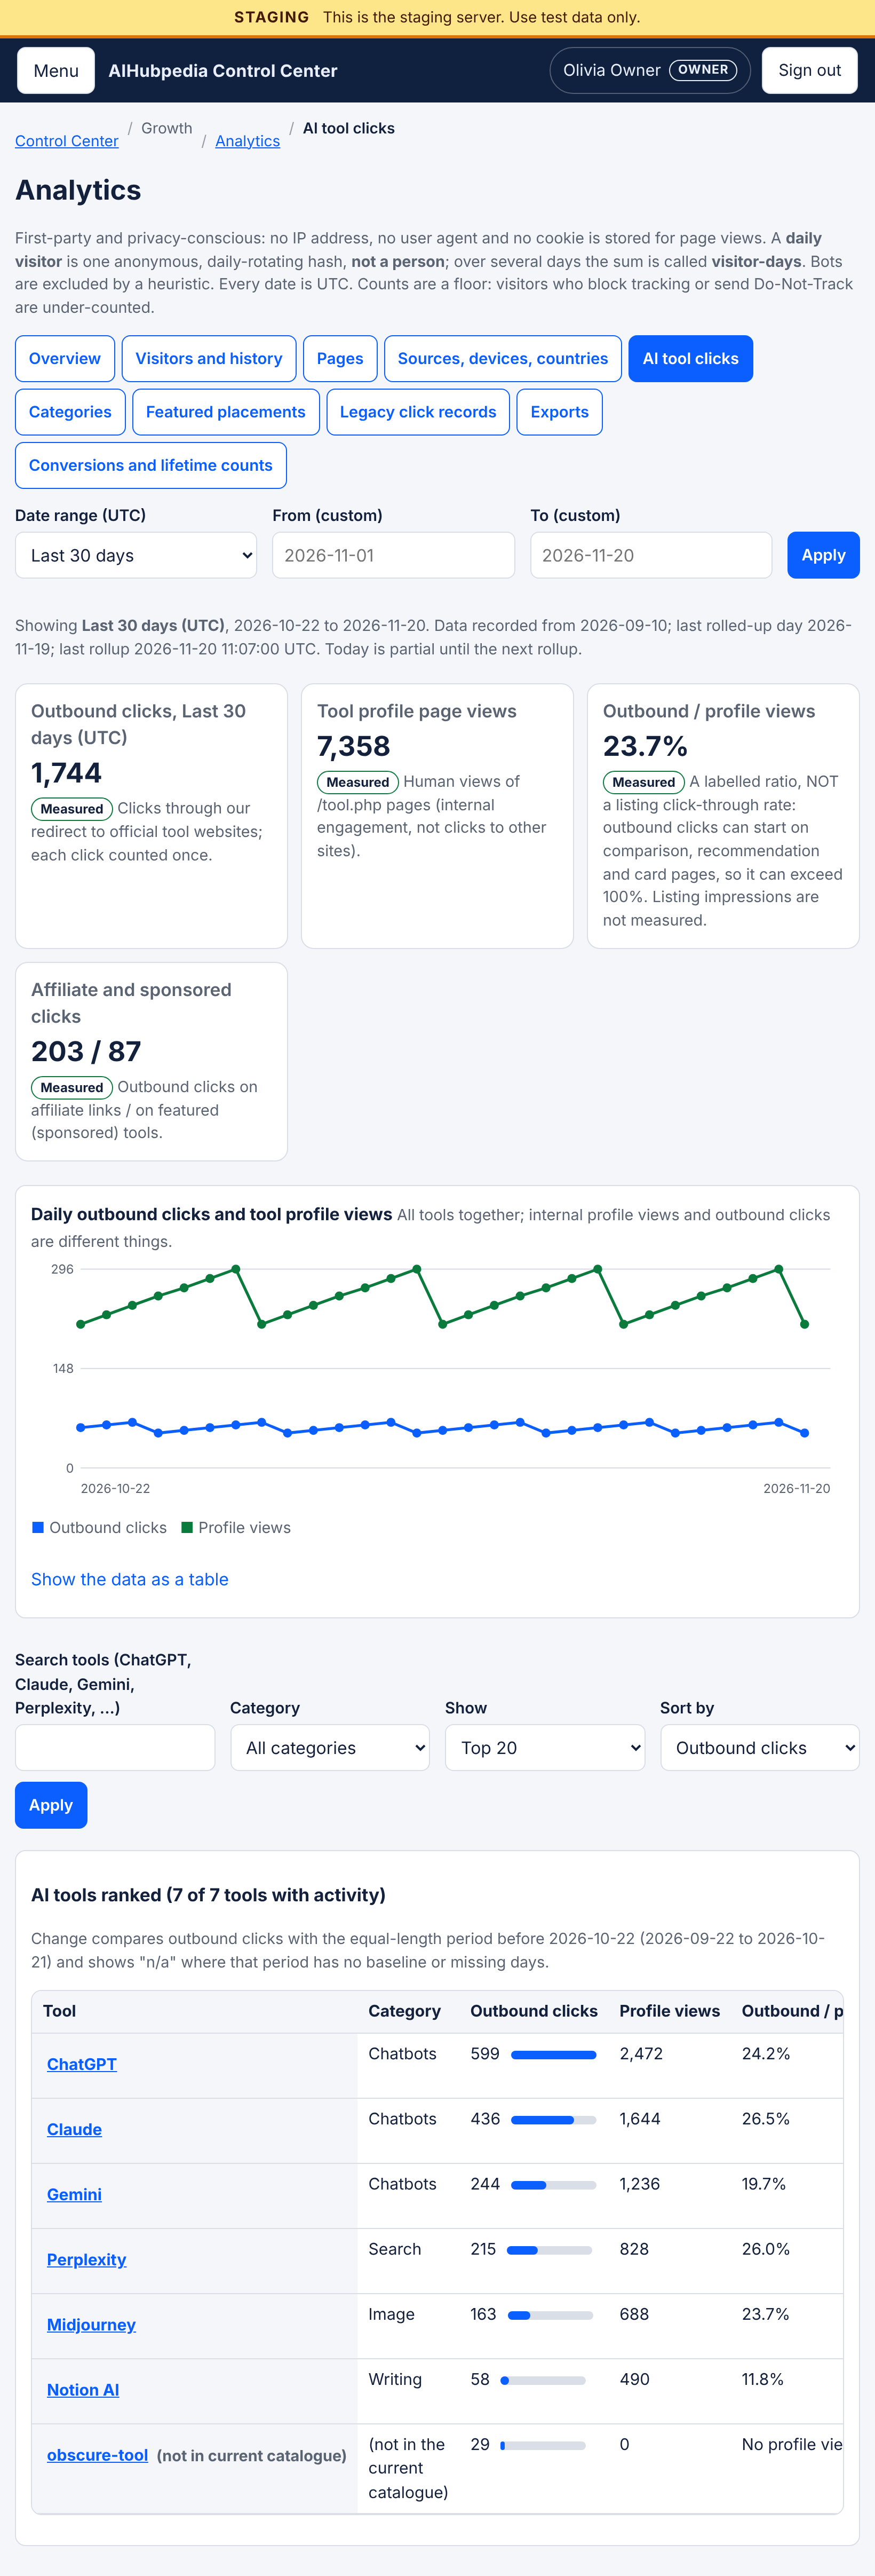 STAGING This is the staging server. Use test data only.
Menu AIHubpedia Control Center Olivia Owner OWNER Sign out
Control Center / Growth / Analytics / AI tool clicks
Analytics
First-party and privacy-conscious: no IP address, no user agent and no cookie is stored for page views. A daily
visitor is one anonymous, daily-rotating hash, not a person; over several days the sum is called visitor-days. Bots
are excluded by a heuristic. Every date is UTC. Counts are a floor: visitors who block tracking or send Do-Not-Track
are under-counted.
Overview Visitors and history Pages Sources, devices, countries AI tool clicks
Categories Featured placements Legacy click records Exports
Conversions and lifetime counts
Date range (UTC) From (custom) To (custom)
Last 30 days 2026-11-01 2026-11-20 Apply
Showing Last 30 days (UTC), 2026-10-22 to 2026-11-20. Data recorded from 2026-09-10; last rolled-up day 2026-
11-19; last rollup 2026-11-20 11:07:00 UTC. Today is partial until the next rollup.
Outbound clicks, Last 30
days (UTC)
1,744
Measured Clicks through our
redirect to official tool websites;
each click counted once.
Tool profile page views
7,358
Measured Human views of
/tool.php pages (internal
engagement, not clicks to other
sites).
Outbound / profile views
23.7%
Measured A labelled ratio, NOT
a listing click-through rate:
outbound clicks can start on
comparison, recommendation
and card pages, so it can exceed
100%. Listing impressions are
not measured.
Affiliate and sponsored
clicks
203 / 87
Measured Outbound clicks on
affiliate links / on featured
(sponsored) tools.
Daily outbound clicks and tool profile views All tools together; internal profile views and outbound clicks
are different things.
296
148
0
2026-10-22 2026-11-20
Outbound clicks Profile views
Show the data as a table
Search tools (ChatGPT,
Claude, Gemini,
Perplexity, ...) Category Show Sort by
All categories Top 20 Outbound clicks
Apply
AI tools ranked (7 of 7 tools with activity)
Change compares outbound clicks with the equal-length period before 2026-10-22 (2026-09-22 to 2026-10-
21) and shows "n/a" where that period has no baseline or missing days.
Tool Category Outbound clicks Profile views Outbound / p
ChatGPT Chatbots 599 2,472 24.2%
Claude Chatbots 436 1,644 26.5%
Gemini Chatbots 244 1,236 19.7%
Perplexity Search 215 828 26.0%
Midjourney Image 163 688 23.7%
Notion AI Writing 58 490 11.8%
obscure-tool (not in current catalogue) (not in the 29 0 No profile vie
current
catalogue)